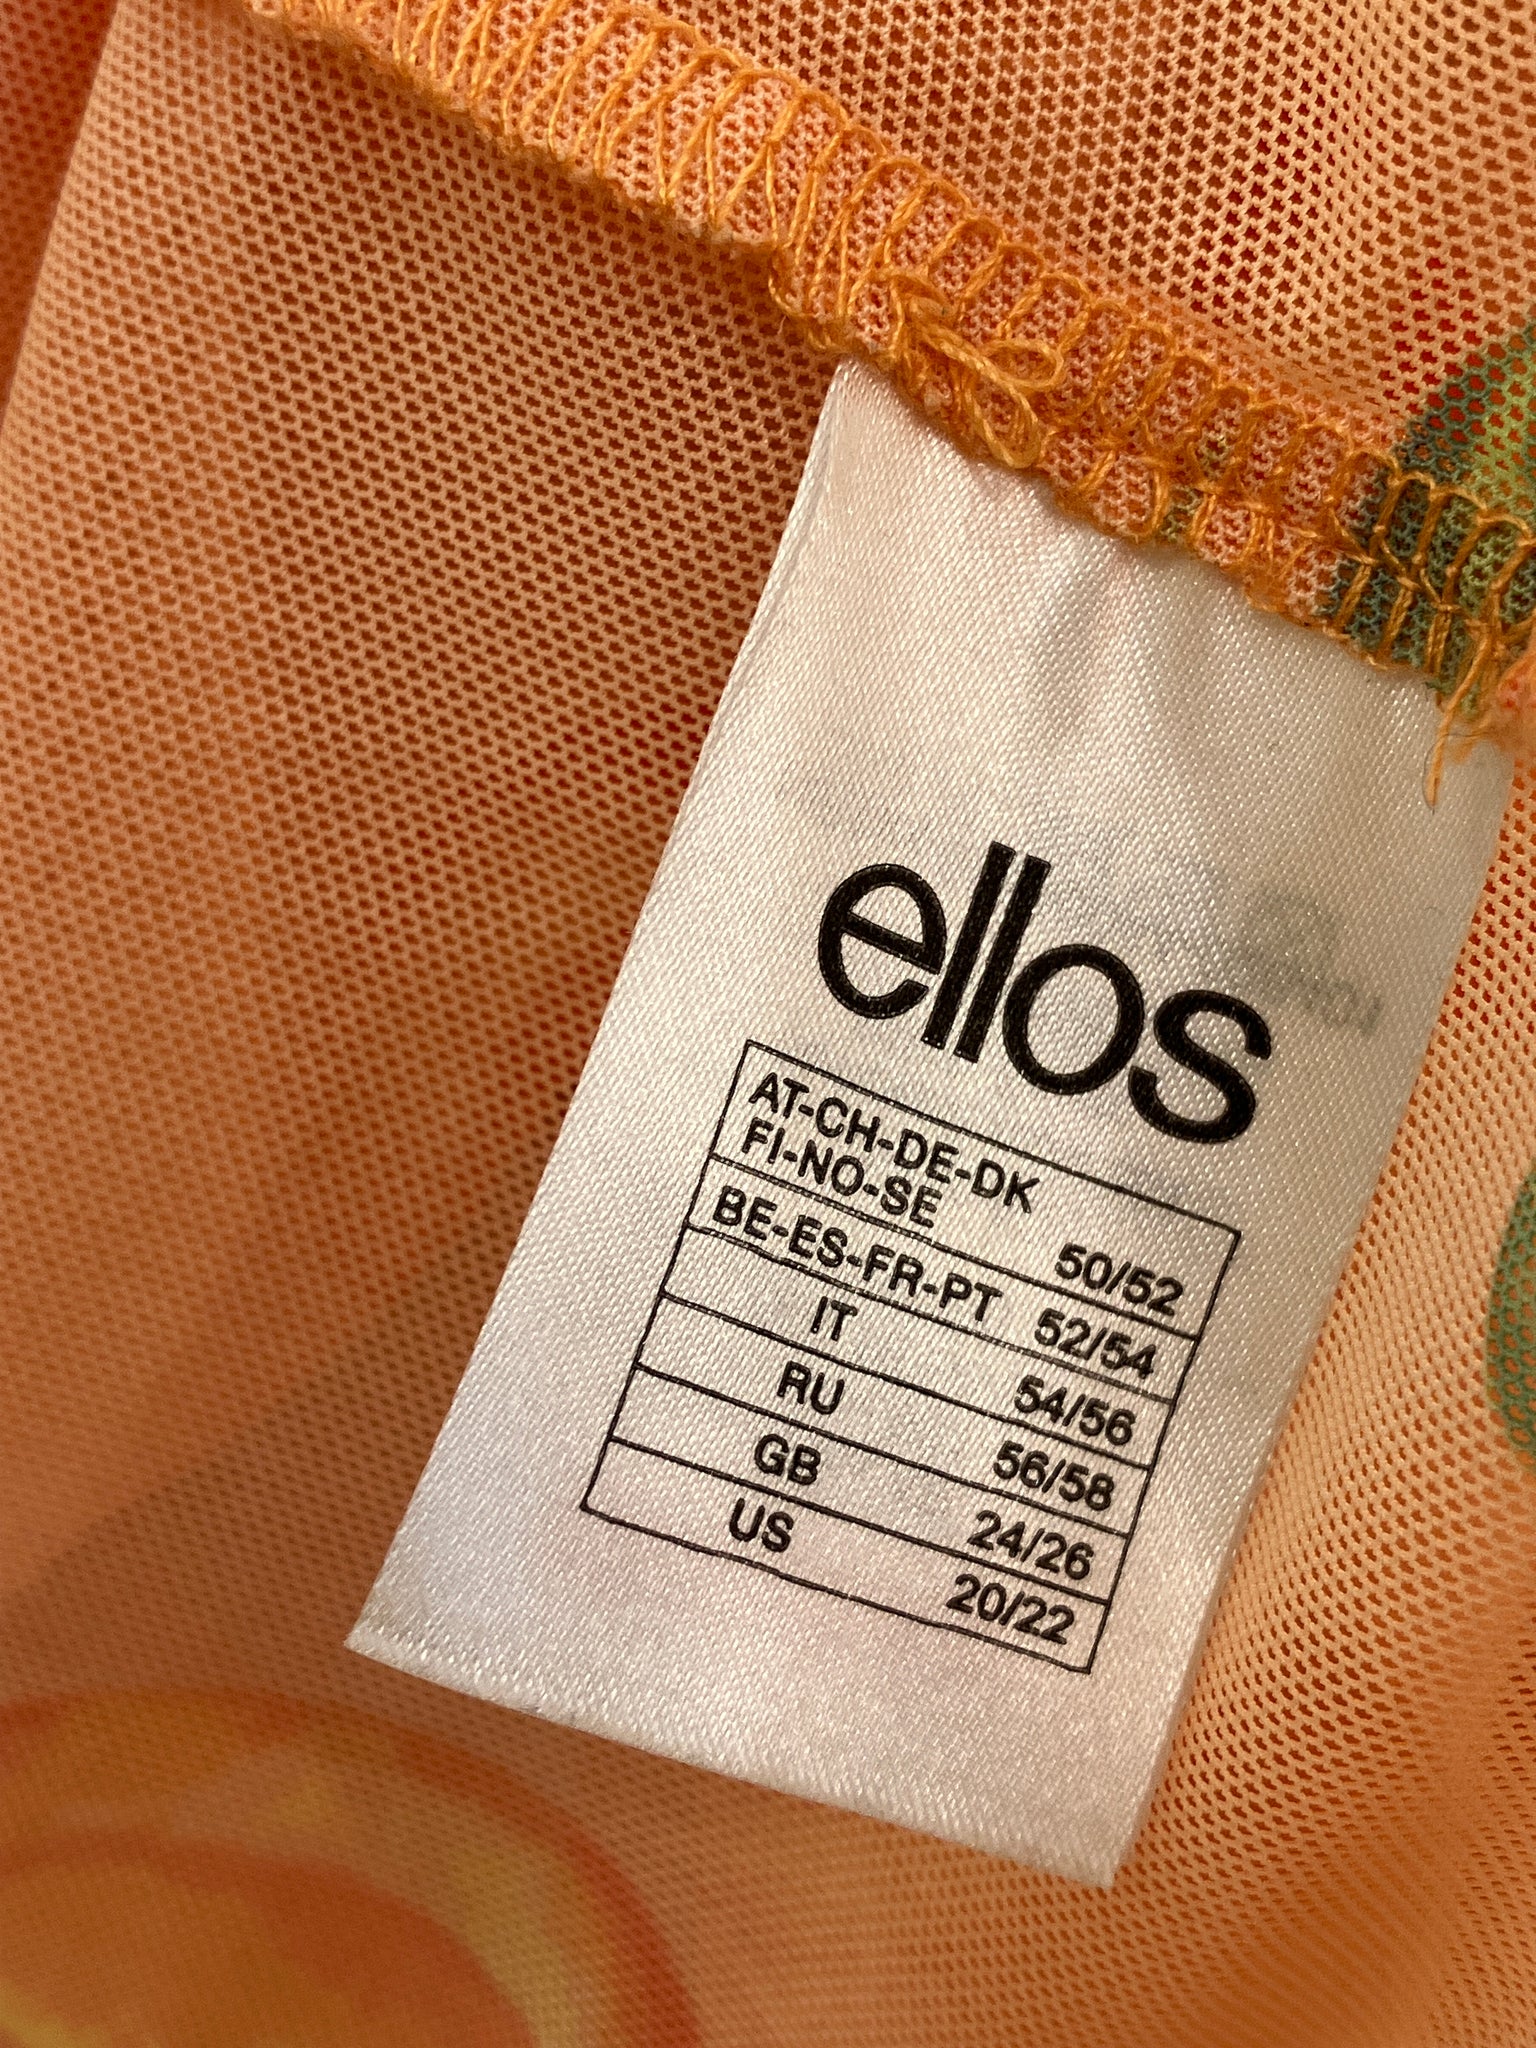 ellos
AT-CH-DE-DK
FI-NO-SE 50/52
BE-ES-FR-PT 52/54
IT 54/56
RU 56/58
GB 24/26
US 20/22